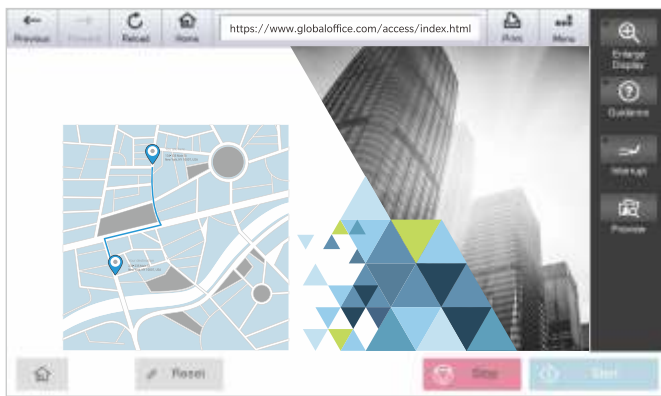 Previous
Forward
Reload
Home
https://www.globaloffice.com/access/index.html
Print
Menu
Enlarge
Display
Guidance
Interrupt
Preview
Reset
Stop
Start